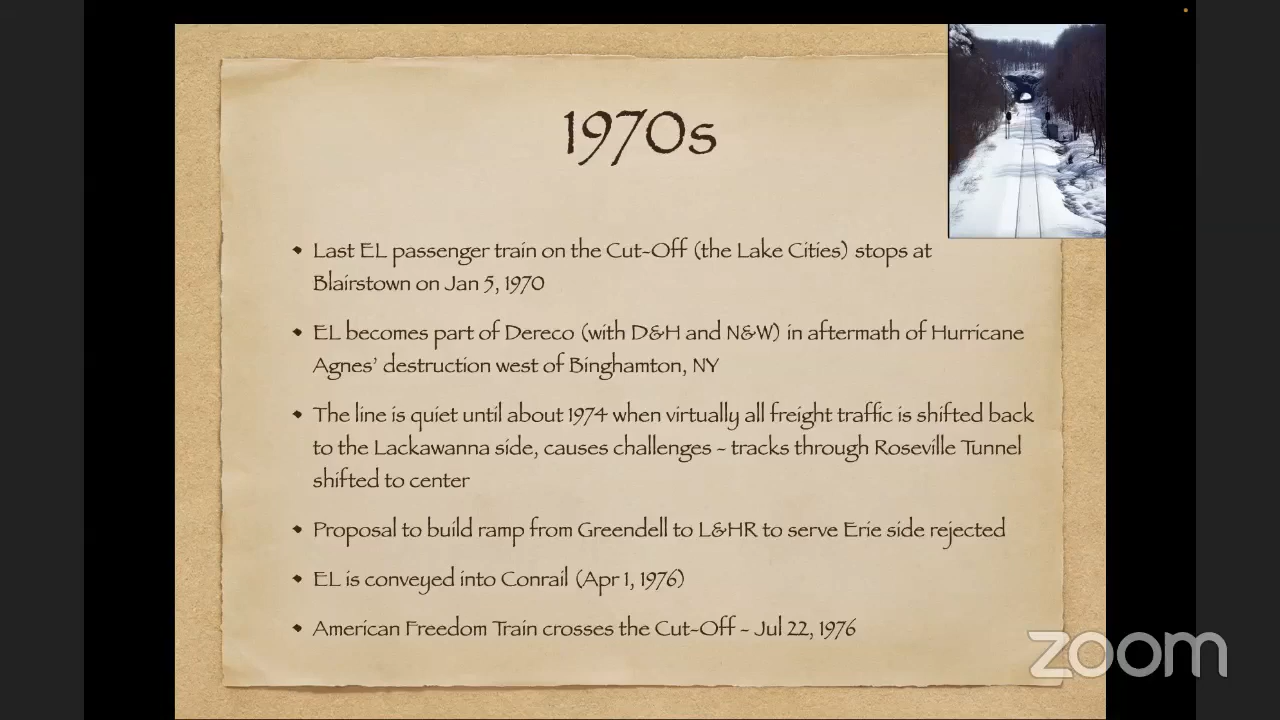 1970s
• Last EL passenger train on the Cut-Off (the Lake Cities) stops at
Blairstown on Jan 5, 1970
• EL becomes part of Dereco (with D&H and N&W) in aftermath of Hurricane
Agnes’ destruction west of Binghamton, NY
• The line is quiet until about 1974 when virtually all freight traffic is shifted back
to the Lackawanna side, causes challenges - tracks through Roseville Tunnel
shifted to center
• Proposal to build ramp from Greendell to L&HR to serve Erie side rejected
• EL is conveyed into Conrail (Apr 1, 1976)
• American Freedom Train crosses the Cut-Off - Jul 22, 1976
zoom